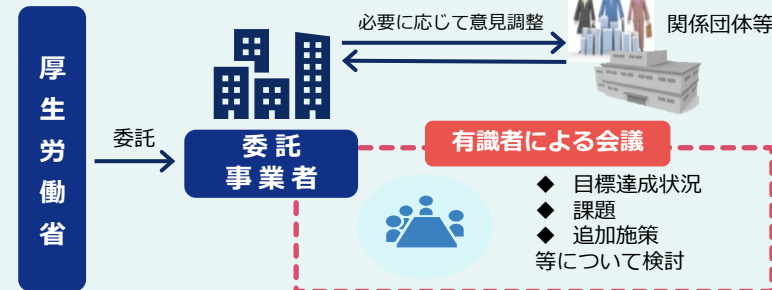 厚生労働省
委託
委託
事業者
必要に応じて意見調整
関係団体等
有識者による会議
◆ 目標達成状況
◆ 課題
◆ 追加施策
等について検討